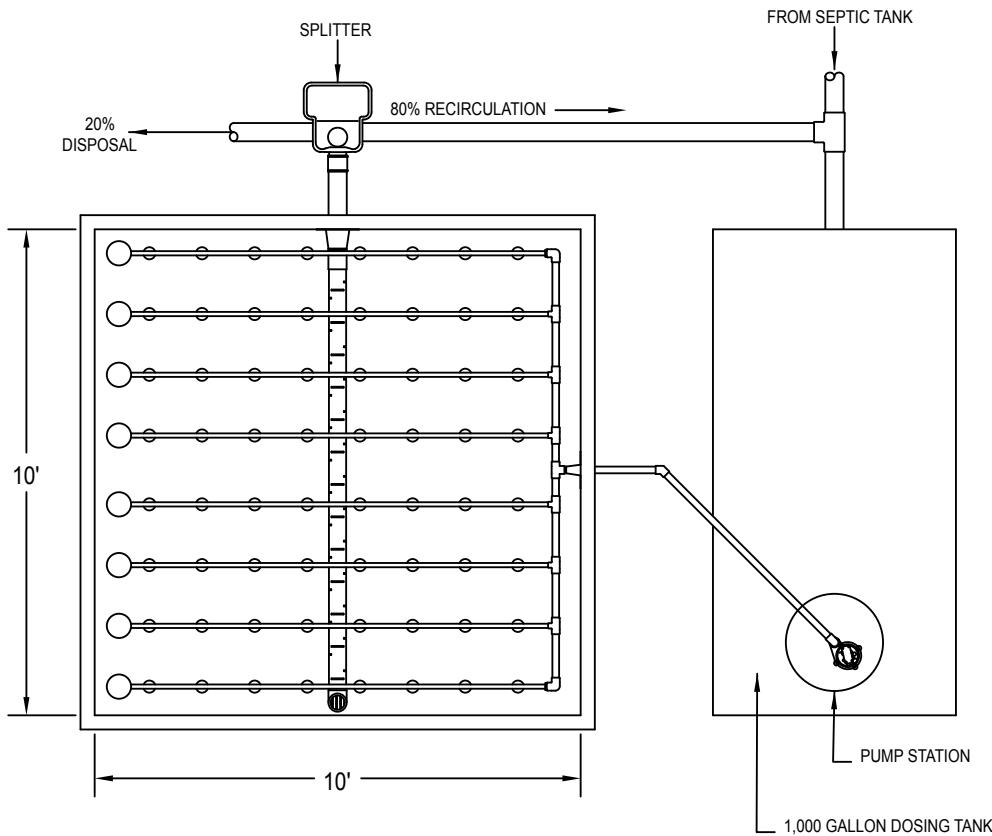 FROM SEPTIC TANK
SPLITTER
80% RECIRCULATION
20%
DISPOSAL
10'
10'
PUMP STATION
1,000 GALLON DOSING TANK